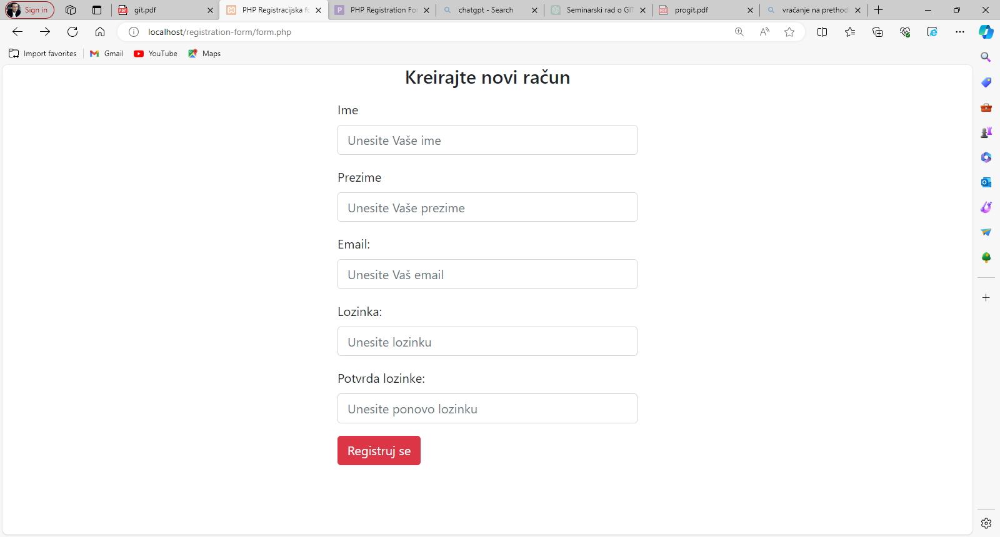 Sign in
git.pdf
PHP Registracijska fo
PHP Registration For
chatgpt - Search
Seminarski rad o GIT
progit.pdf
vraćanje na prethod
localhost/registration-form/form.php
Import favorites
Gmail
YouTube
Maps
Kreirajte novi račun
Ime
Unesite Vaše ime
Prezime
Unesite Vaše prezime
Email:
Unesite Vaš email
Lozinka:
Unesite lozinku
Potvrda lozinke:
Unesite ponovo lozinku
Registruj se